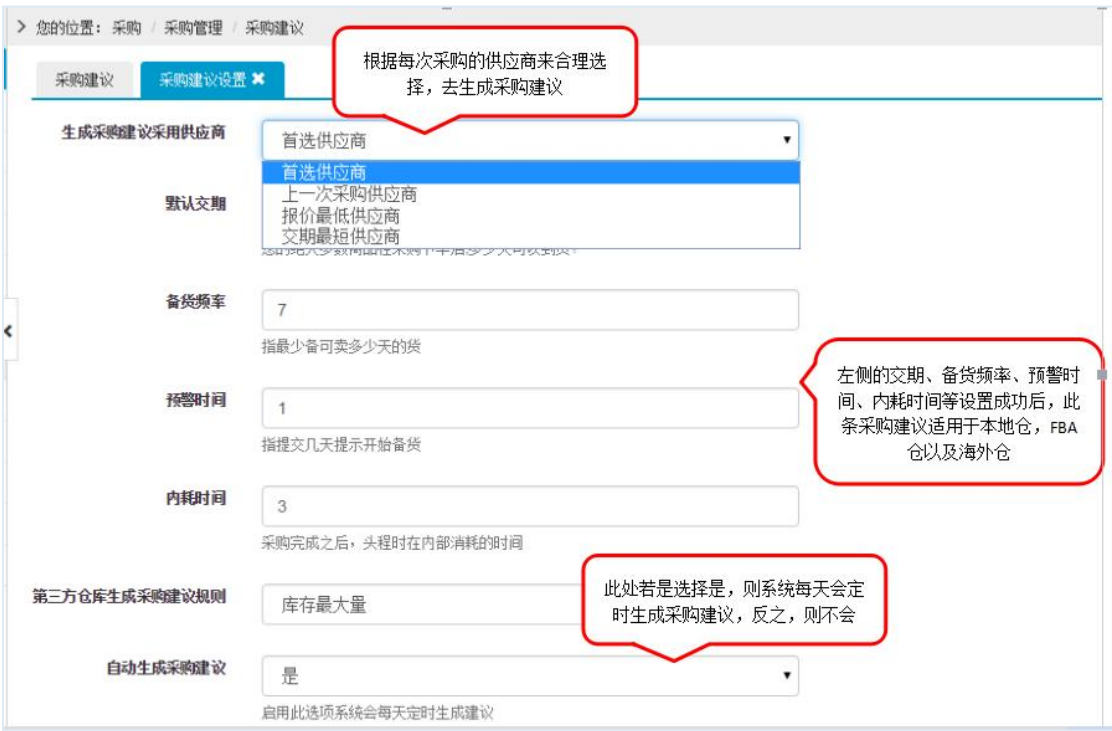 您的位置： 采购 / 采购管理 / 采购建议
根据每次采购的供应商来合理选
择，去生成采购建议
采购建议
采购建议设置 ✖
生成采购建议采用供应商
首选供应商
首选供应商
上一次采购供应商
报价最低供应商
交期最短供应商
默认交期
备货频率
7
指最少备可卖多少天的货
左侧的交期、备货频率、预警时
间、内耗时间等设置成功后，此
条采购建议适用于本地仓，FBA
仓以及海外仓
预警时间
1
指提交几天提示开始备货
内耗时间
3
采购完成之后，头程时在内部消耗的时间
第三方仓库生成采购建议规则
库存最大量
此处若是选择是，则系统每天会定
时生成采购建议，反之，则不会
自动生成采购建议
是
启用此选项系统会每天定时生成建议